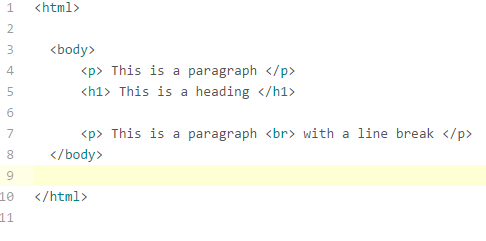 1 <html>
2
3 <body>
4 <p> This is a paragraph </p>
5 <h1> This is a heading </h1>
6
7 <p> This is a paragraph <br> with a line break </p>
8 </body>
9
10 </html>
11